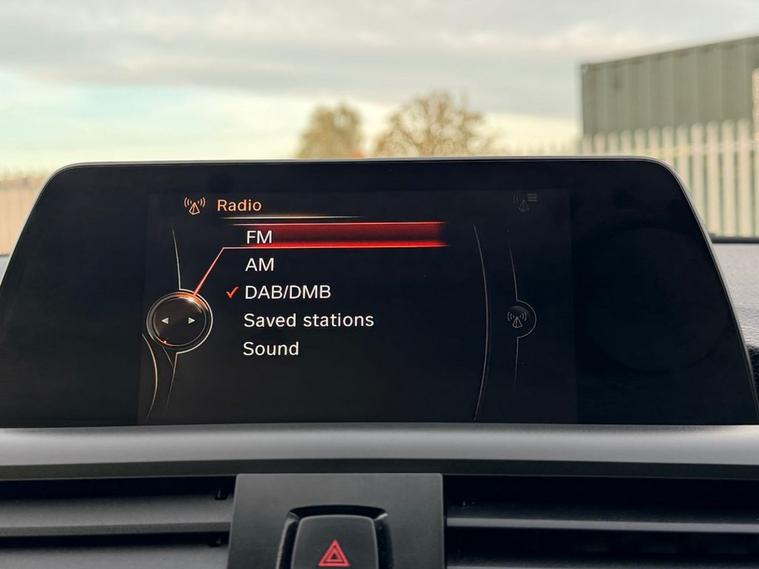 Radio
FM
AM
DAB/DMB
Saved stations
Sound